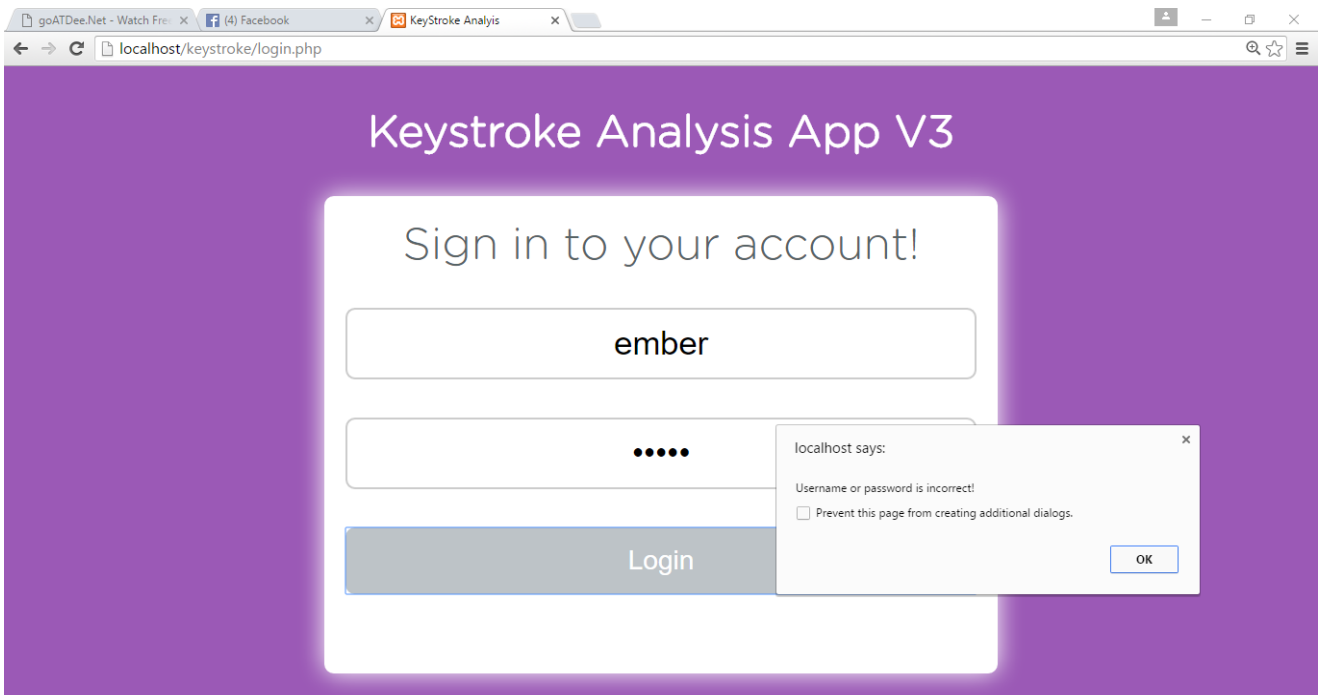 goATDee.Net - Watch Free
(4) Facebook
KeyStroke Analyis
localhost/keystroke/login.php
Keystroke Analysis App V3
Sign in to your account!
ember
•••••
localhost says:
Username or password is incorrect!
Prevent this page from creating additional dialogs.
OK
Login